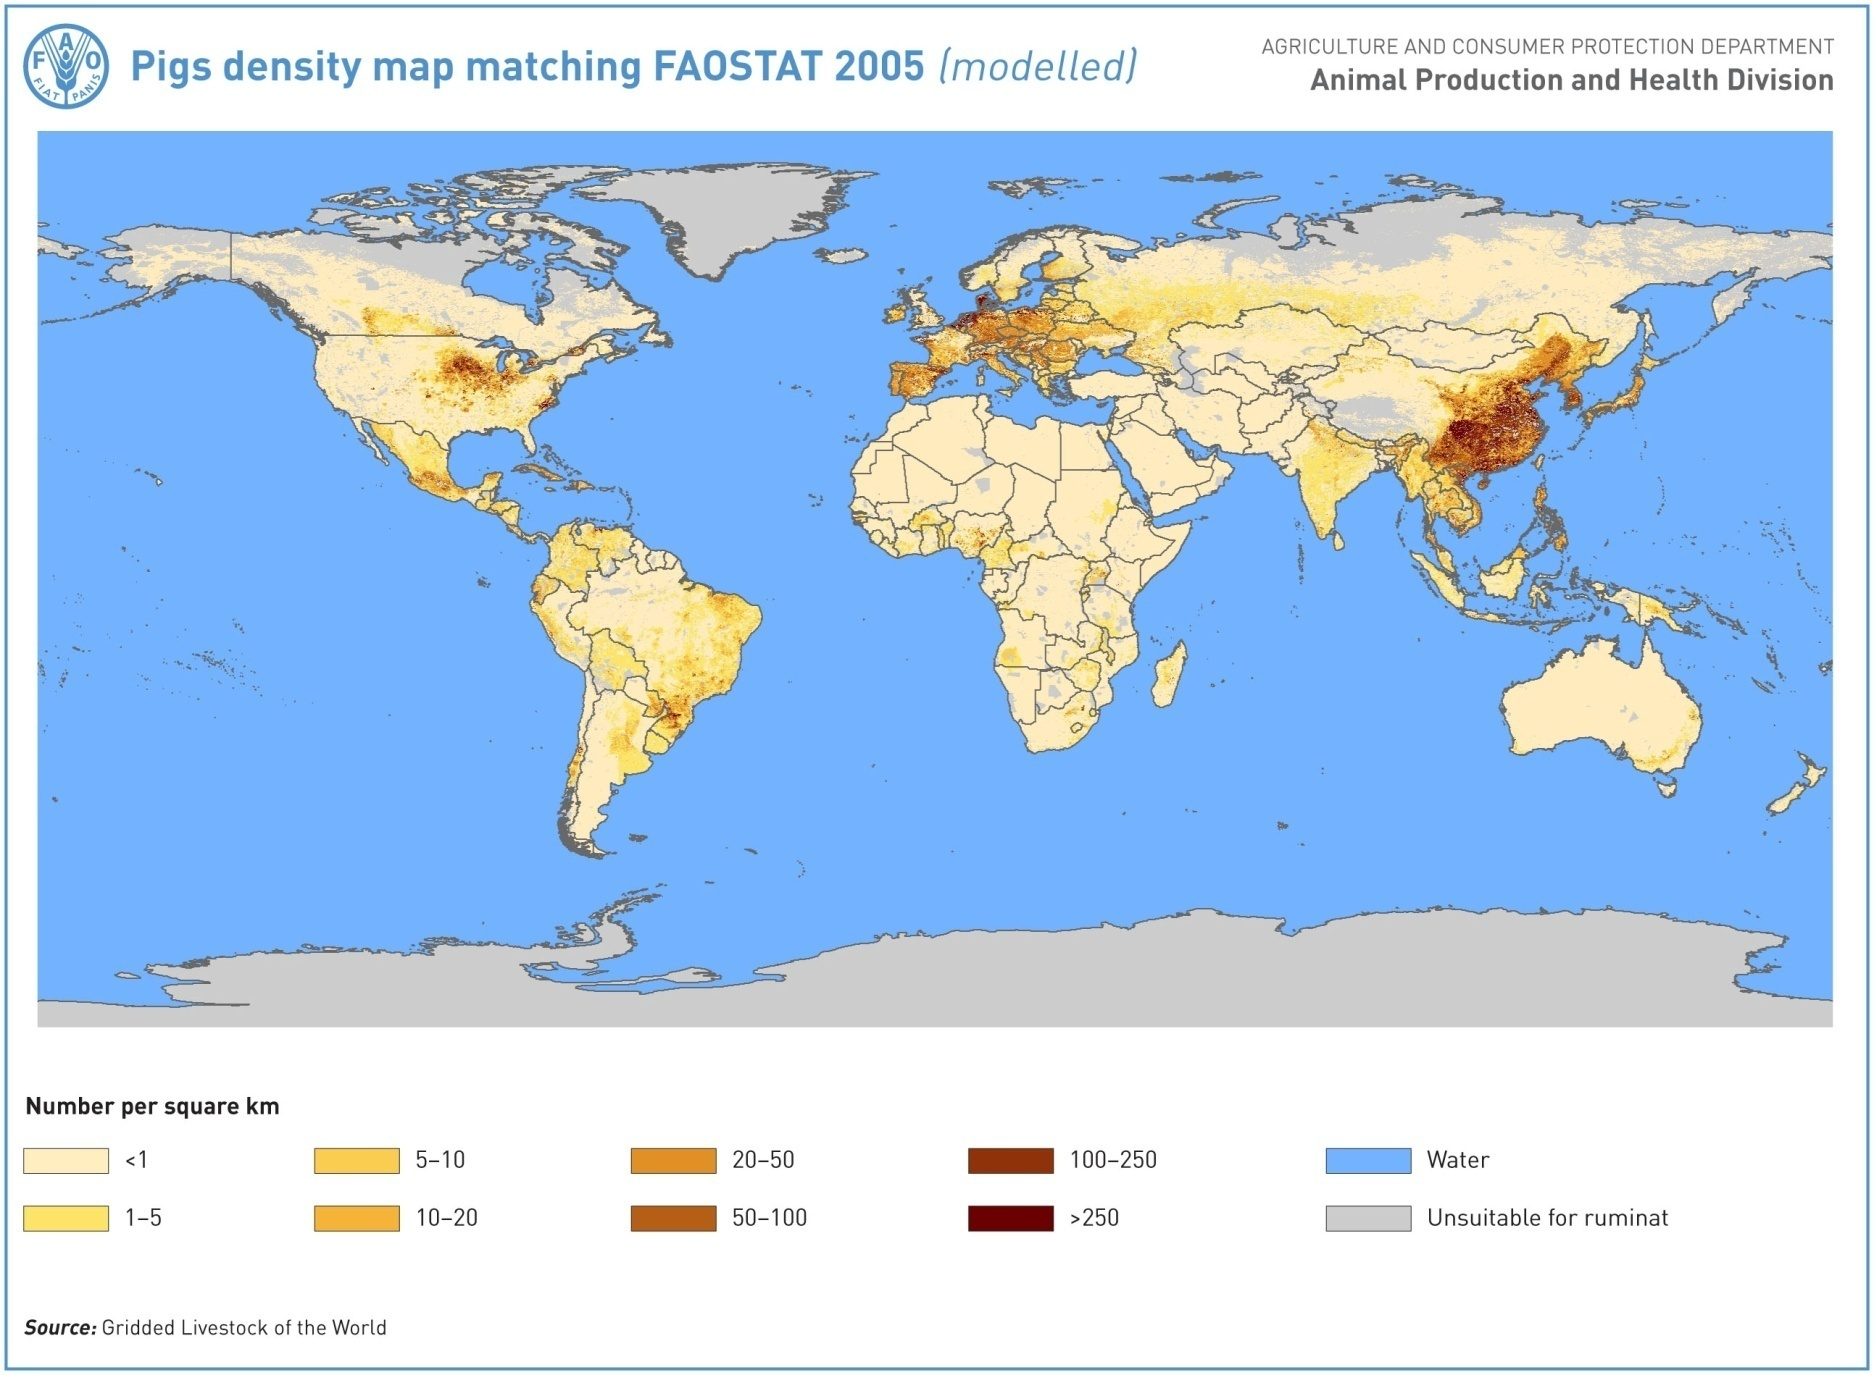 F A O
FIAT PANIS
Pigs density map matching FAOSTAT 2005 (modelled)
AGRICULTURE AND CONSUMER PROTECTION DEPARTMENT
Animal Production and Health Division
Number per square km
<1
5–10
20–50
100–250
Water
1–5
10–20
50–100
>250
Unsuitable for ruminat
Source: Gridded Livestock of the World